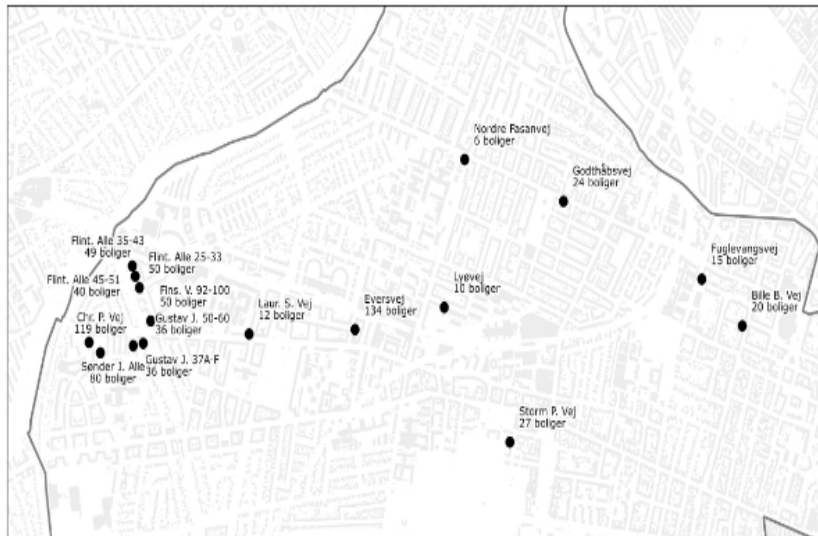 Nordre Fasanvej
6 boliger
Godthåbsvej
24 boliger
Flint. Alle 35-43
49 boliger
Flint. Alle 25-33
50 boliger
Flint. Alle 45-51
40 boliger
Fins. V. 92-100
50 boliger
Fuglevangsvej
15 boliger
Lyøvej
10 boliger
Laur. S. Vej
12 boliger
Eversvej
134 boliger
Bille B. Vej
20 boliger
Chr. P. Vej
119 boliger
Gustav J. 50-60
36 boliger
Gustav J. 37A-F
36 boliger
Sønder J. Alle
80 boliger
Storm P. Vej
27 boliger